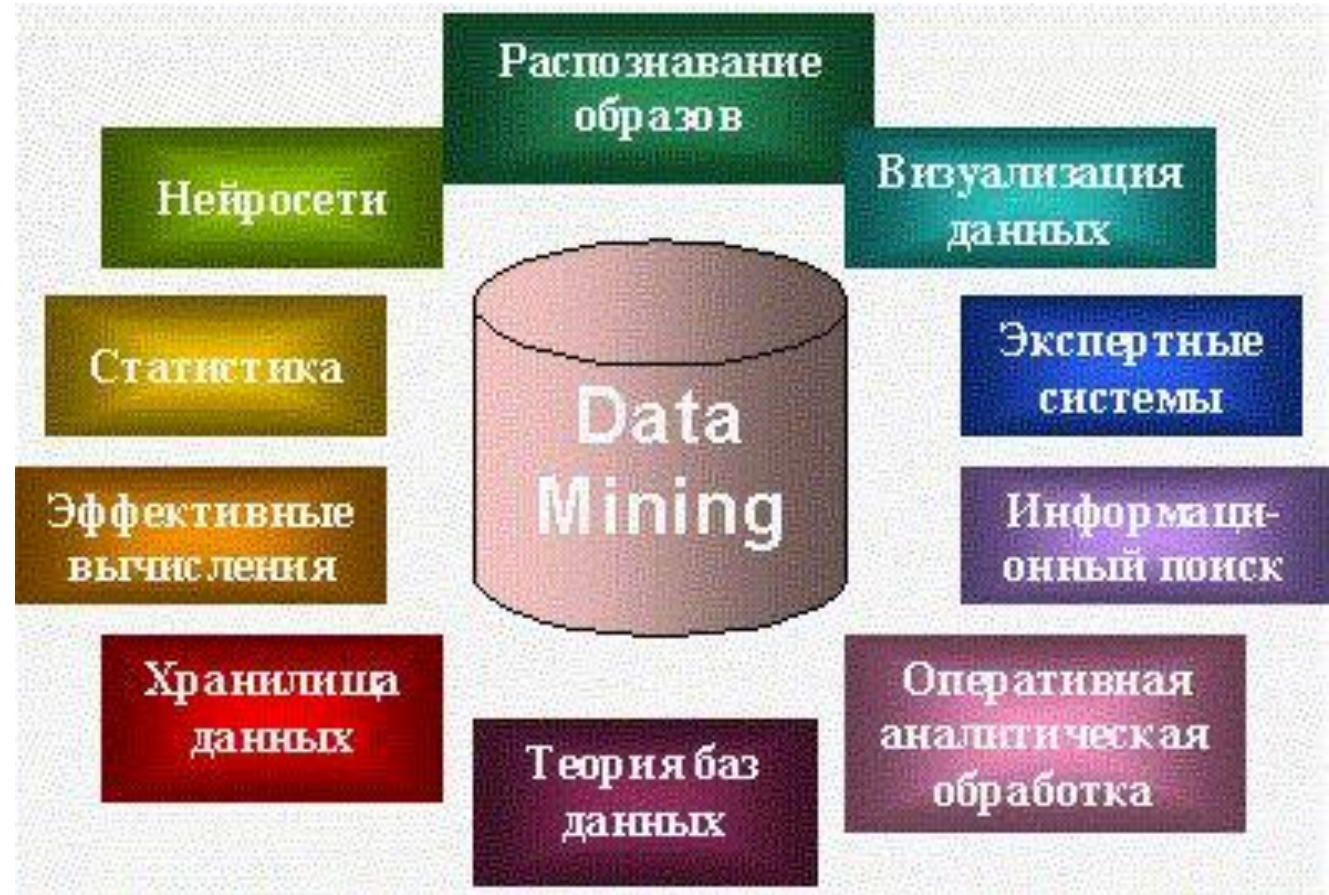 Распознавание
образов
Нейросети
Визуализация
данных
Статистика
Data
Mining
Экспертные
системы
Эффективные
вычисления
Информаци-
онный поиск
Хранилища
данных
Теория баз
данных
Оперативная
аналитическая
обработка